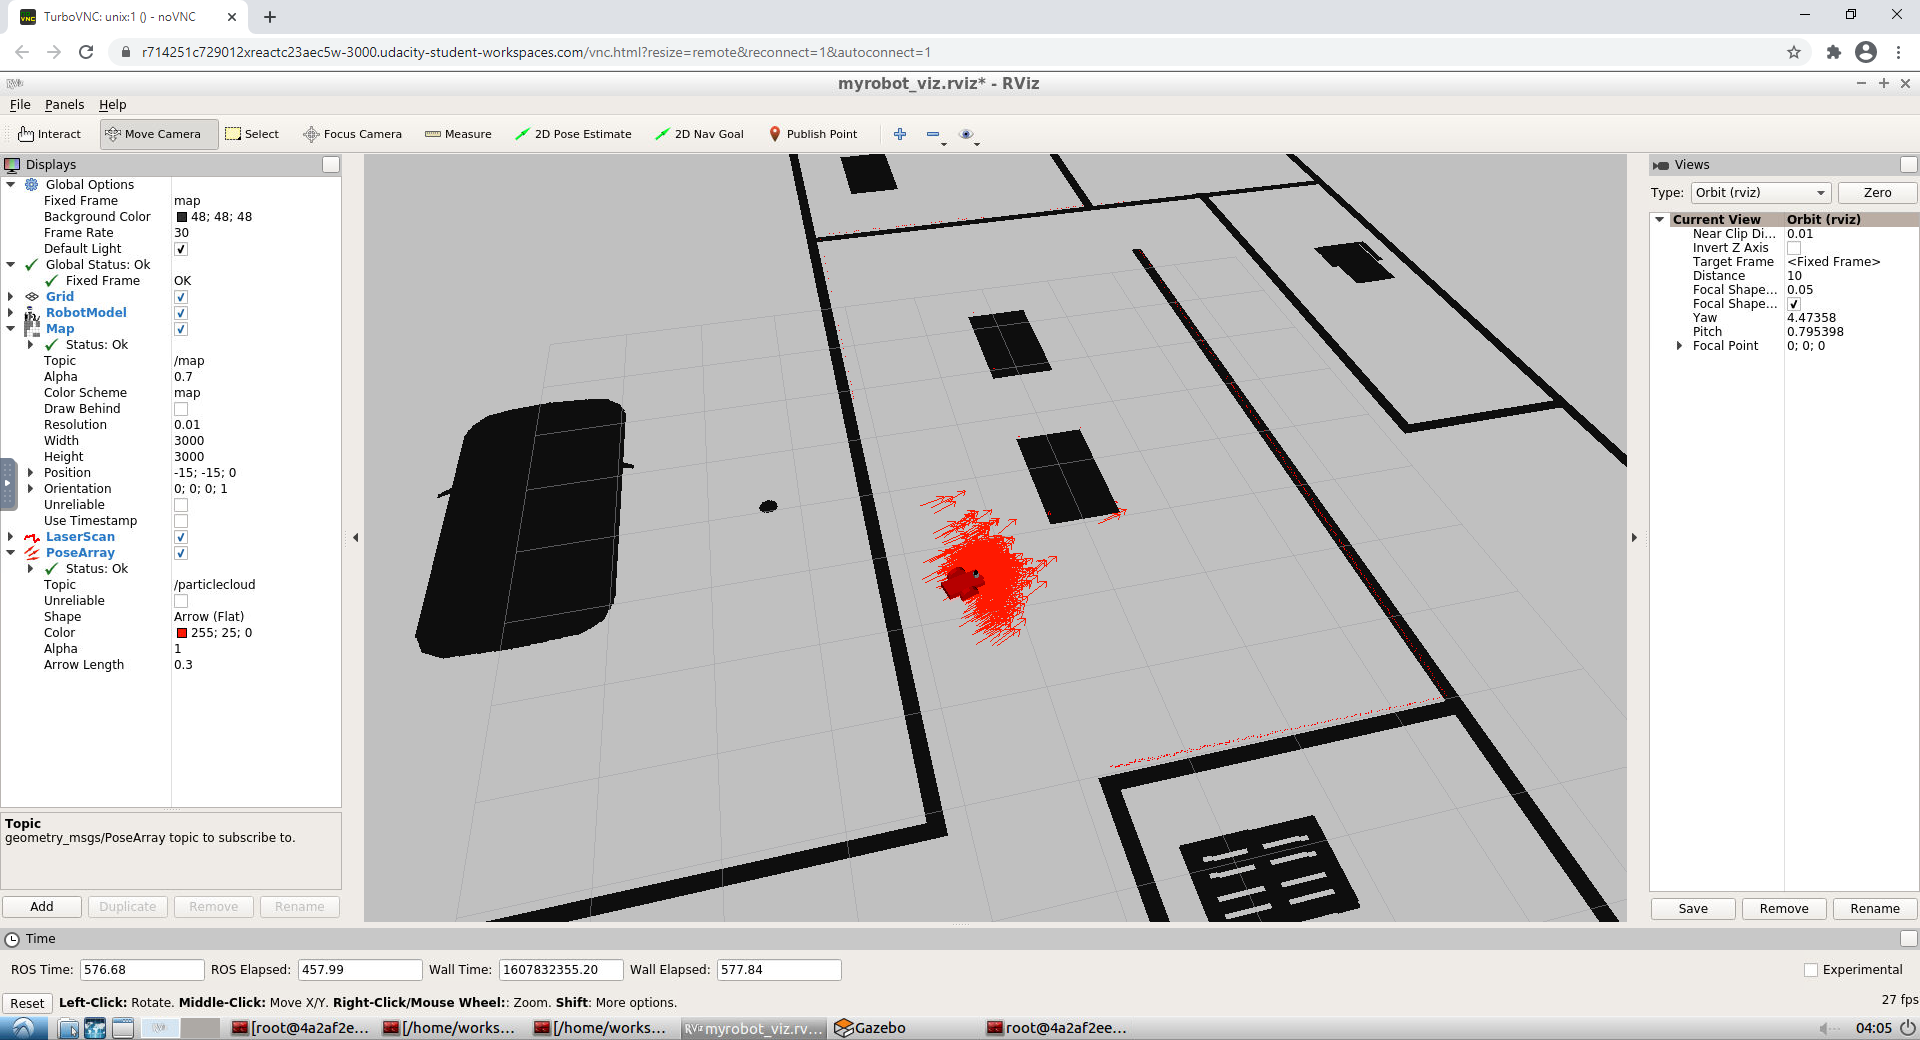 TurboVNC: unix:1 () - noVNC
r714251c729012xreactc23aec5w-3000.udacity-student-workspaces.com/vnc.html?resize=remote&reconnect=1&autoconnect=1
myrobot_viz.rviz* - RViz
File Panels Help
Interact Move Camera Select Focus Camera Measure 2D Pose Estimate 2D Nav Goal Publish Point
Displays
Global Options
Fixed Frame map
Background Color 48; 48; 48
Frame Rate 30
Default Light
Global Status: Ok
Fixed Frame OK
Grid
RobotModel
Map
Status: Ok
Topic /map
Alpha 0.7
Color Scheme map
Draw Behind
Resolution 0.01
Width 3000
Height 3000
Position -15; -15; 0
Orientation 0; 0; 0; 1
Unreliable
Use Timestamp
LaserScan
PoseArray
Status: Ok
Topic /particlecloud
Unreliable
Shape Arrow (Flat)
Color 255; 25; 0
Alpha 1
Arrow Length 0.3
Topic
geometry_msgs/PoseArray topic to subscribe to.
Add Duplicate Remove Rename
Views
Type: Orbit (rviz) Zero
Current View Orbit (rviz)
Near Clip Di... 0.01
Invert Z Axis
Target Frame <Fixed Frame>
Distance 10
Focal Shape... 0.05
Focal Shape...
Yaw 4.47358
Pitch 0.795398
Focal Point 0; 0; 0
Save Remove Rename
Time
ROS Time: 576.68 ROS Elapsed: 457.99 Wall Time: 1607832355.20 Wall Elapsed: 577.84 Experimental
Reset Left-Click: Rotate. Middle-Click: Move X/Y. Right-Click/Mouse Wheel:: Zoom. Shift: More options. 27 fps
[root@4a2af2e... [/home/works... [/home/works... myrobot_viz.rv... Gazebo root@4a2af2ee... 04:05